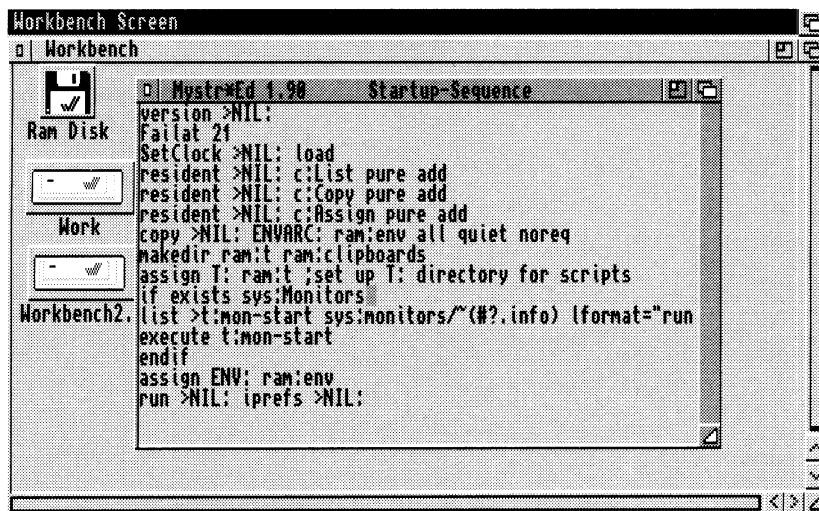 Workbench Screen
Workbench
Mystr*Ed 1.90 Startup-Sequence
Ram Disk
Work
Workbench2.
version >NIL:
Failat 21
SetClock >NIL: load
resident >NIL: c:List pure add
resident >NIL: c:Copy pure add
resident >NIL: c:Assign pure add
copy >NIL: ENVARC: ram:env all quiet noreq
makedir ram:t ram:clipboards
assign T: ram:t ;set up T: directory for scripts
if exists sys:Monitors
list >t:mon-start sys:monitors/~(#?.info) lformat="run
execute t:mon-start
endif
assign ENV: ram:env
run >NIL: iprefs >NIL: